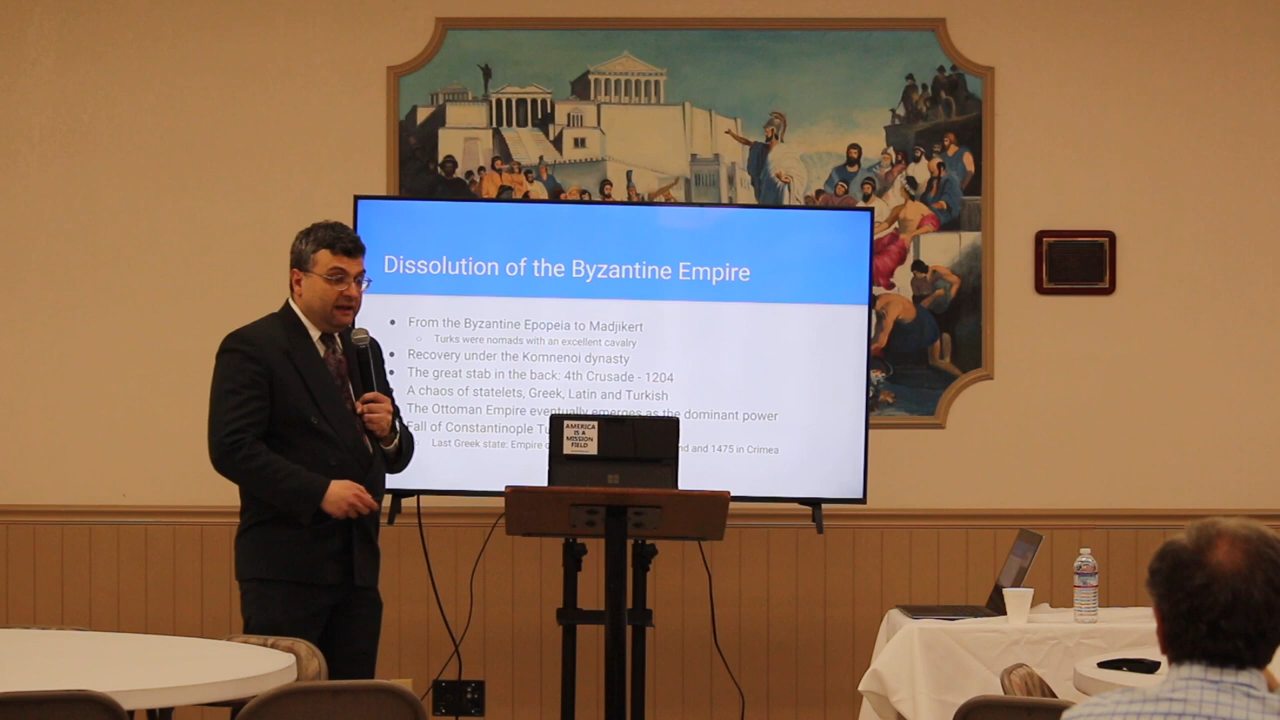 Dissolution of the Byzantine Empire
From the Byzantine Epopeia to Madjikert
Turks were nomads with an excellent cavalry
Recovery under the Komnenoi dynasty
The great stab in the back: 4th Crusade - 1204
A chaos of statelets, Greek, Latin and Turkish
The Ottoman Empire eventually emerges as the dominant power
Fall of Constantinople
Last Greek state: Empire and 1475 in Crimea
AMERICA
IS A
MISSION
FIELD